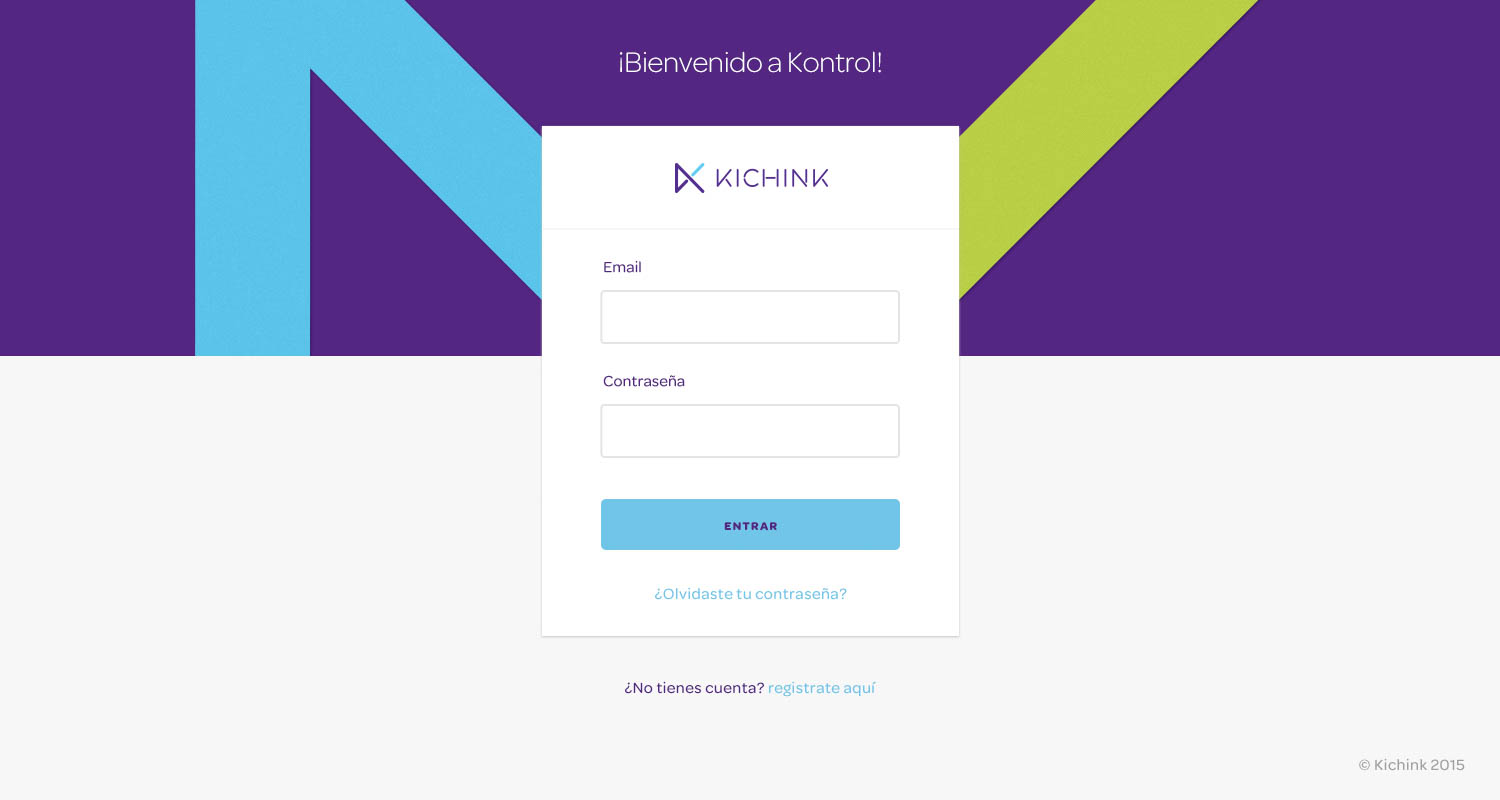 ¡Bienvenido a Kontrol!
KICHINK
Email
Contraseña
ENTRAR
¿Olvidaste tu contraseña?
¿No tienes cuenta? registrate aquí
© Kichink 2015